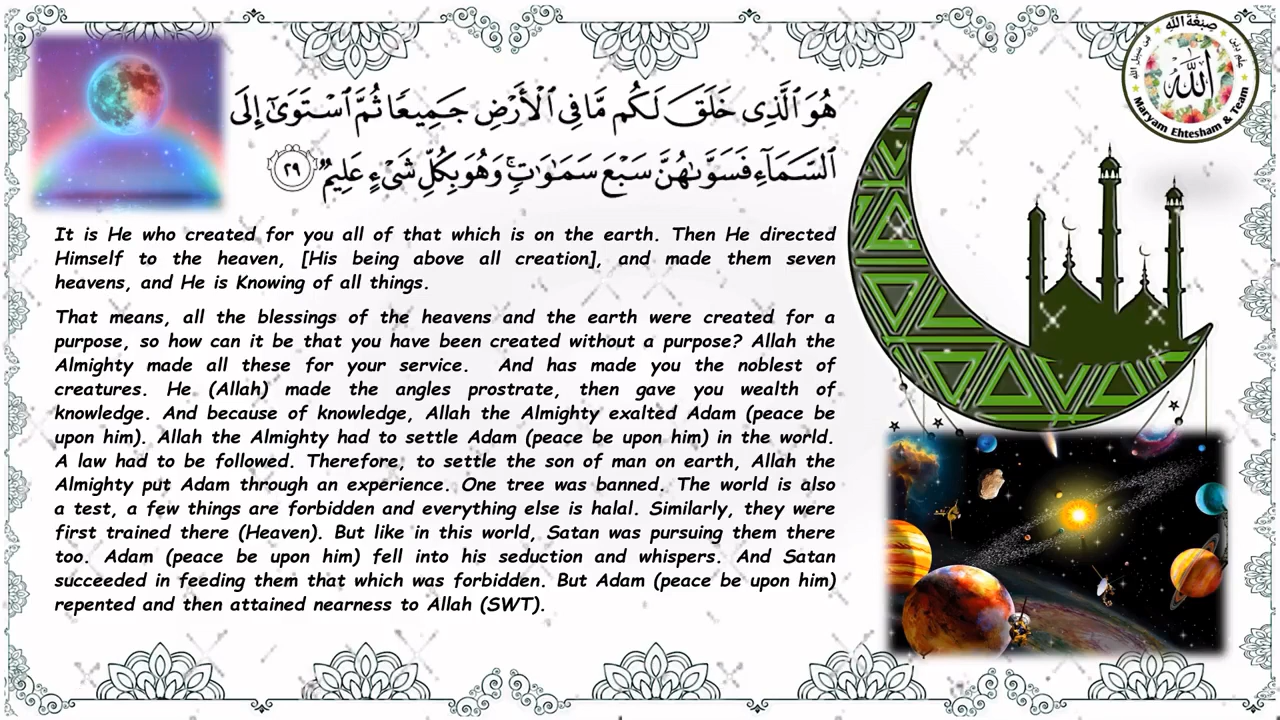 هُوَ ٱلَّذِى خَلَقَ لَكُم مَّا فِى ٱلْأَرْضِ جَمِيعًا ثُمَّ ٱسْتَوَىٰٓ إِلَى
ٱلسَّمَآءِ فَسَوَّىٰهُنَّ سَبْعَ سَمَٰوَٰتٍۢ ۚ وَهُوَ بِكُلِّ شَىْءٍ عَلِيمٌۭ ٢٩
It is He who created for you all of that which is on the earth. Then He directed
Himself to the heaven, [His being above all creation], and made them seven
heavens, and He is Knowing of all things.
That means, all the blessings of the heavens and the earth were created for a
purpose, so how can it be that you have been created without a purpose? Allah the
Almighty made all these for your service. And has made you the noblest of
creatures. He (Allah) made the angles prostrate, then gave you wealth of
knowledge. And because of knowledge, Allah the Almighty exalted Adam (peace be
upon him). Allah the Almighty had to settle Adam (peace be upon him) in the world.
A law had to be followed. Therefore, to settle the son of man on earth, Allah the
Almighty put Adam through an experience. One tree was banned. The world is also
a test, a few things are forbidden and everything else is halal. Similarly, they were
first trained there (Heaven). But like in this world, Satan was pursuing them there
too. Adam (peace be upon him) fell into his seduction and whispers. And Satan
succeeded in feeding them that which was forbidden. But Adam (peace be upon him)
repented and then attained nearness to Allah (SWT).
صِبْغَةَ اللهِ
اللّٰه
Maryam Ehtesham & Team